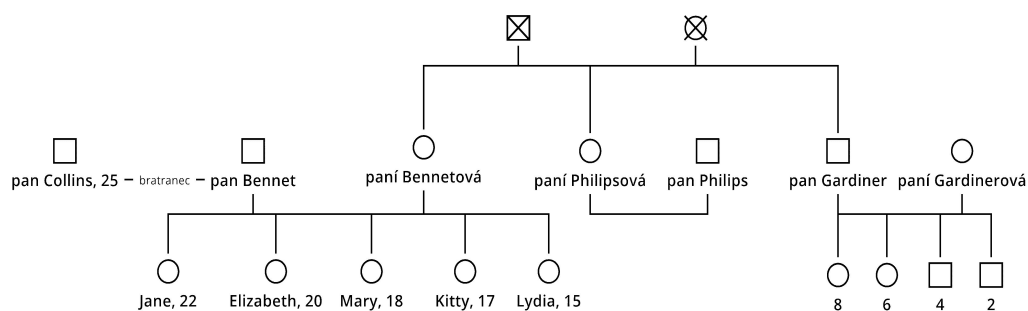 pan Collins, 25
bratranec
pan Bennet
paní Bennetová
paní Philipsová
pan Philips
pan Gardiner
paní Gardinerová
Jane, 22
Elizabeth, 20
Mary, 18
Kitty, 17
Lydia, 15
8
6
4
2